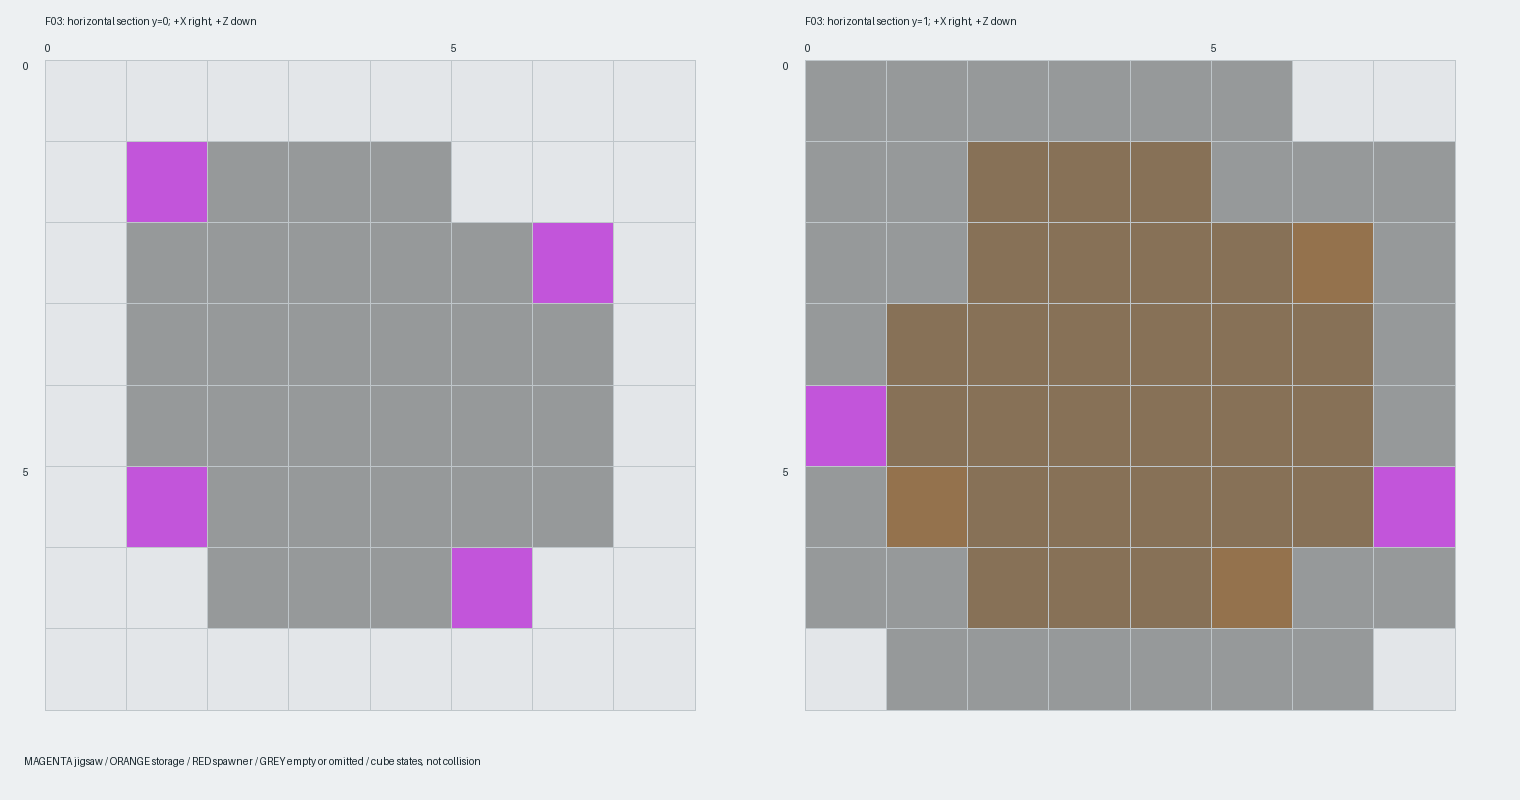 F03: horizontal section y=0; +X right, +Z down
F03: horizontal section y=1; +X right, +Z down
0 5
0 5
0
0
5
5
MAGENTA jigsaw / ORANGE storage / RED spawner / GREY empty or omitted / cube states, not collision